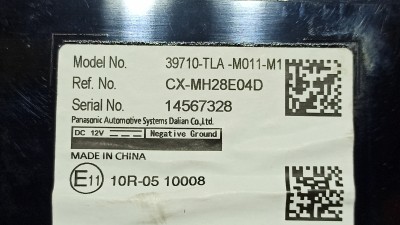 Model No. 39710-TLA -M011-M1
Ref. No. CX-MH28E04D
Serial No. 14567328
Panasonic Automotive Systems Dalian Co.,Ltd.
DC 12V Negative Ground
MADE IN CHINA
E11 10R-05 10008